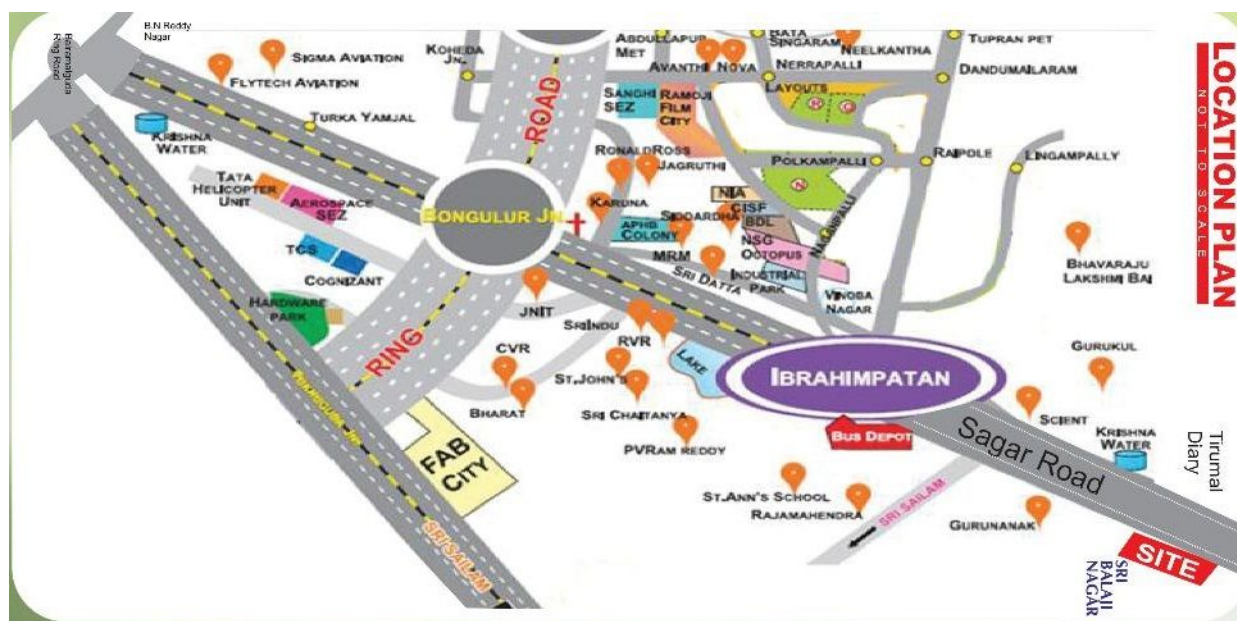 B.N Reddy
Nagar
Ring Road
SIGMA AVIATION
FLYTECH AVIATION
KOHEDA
JN.
ABDULLAPUR
MET
BATA
SINGARAM
NEELKANTHA
TUPRAN PET
AVANTHI
NOVA
NERRAPALLI
DANDUMAILARAM
LAYOUTS
SANGHI
SEZ
RAMOJI
FILM
CITY
R
G
ROAD
TURKA YAMJAL
KRISHNA
WATER
RONALDROSS
JAGRUTHI
POLKAMPALLI
RAIPOLE
LINGAMPALLY
TATA
HELICOPTER
UNIT
AEROSPACE
SEZ
KARUNA
NIA
CISF
N
BONGULUR JN.
APHB
COLONY
SIDDARDHA
BDL
NAGANPALLI
TCS
MRM
NSG
OCTOPUS
COGNIZANT
SRI DATTA
INDUSTRIAL
PARK
BHAVARAJU
LAKSHMI BAI
HARDWARE
PARK
JNIT
VINOBA
NAGAR
SRIINDU
RVR
RING
CVR
LAKE
GURUKUL
ST.JOHN'S
IBRAHIMPATAN
BHARAT
SRI CHAITANYA
SCIENT
BUS DEPOT
Sagar Road
KRISHNA
WATER
Tirumal
Diary
PVRAM REDDY
FAB
CITY
ST.ANN'S SCHOOL
RAJAMAHENDRA
SRI SAILAM
GURUNANAK
SRI SAILAM
SITE
SRI
BALAJI
NAGAR
LOCATION PLAN
NOT TO SCALE